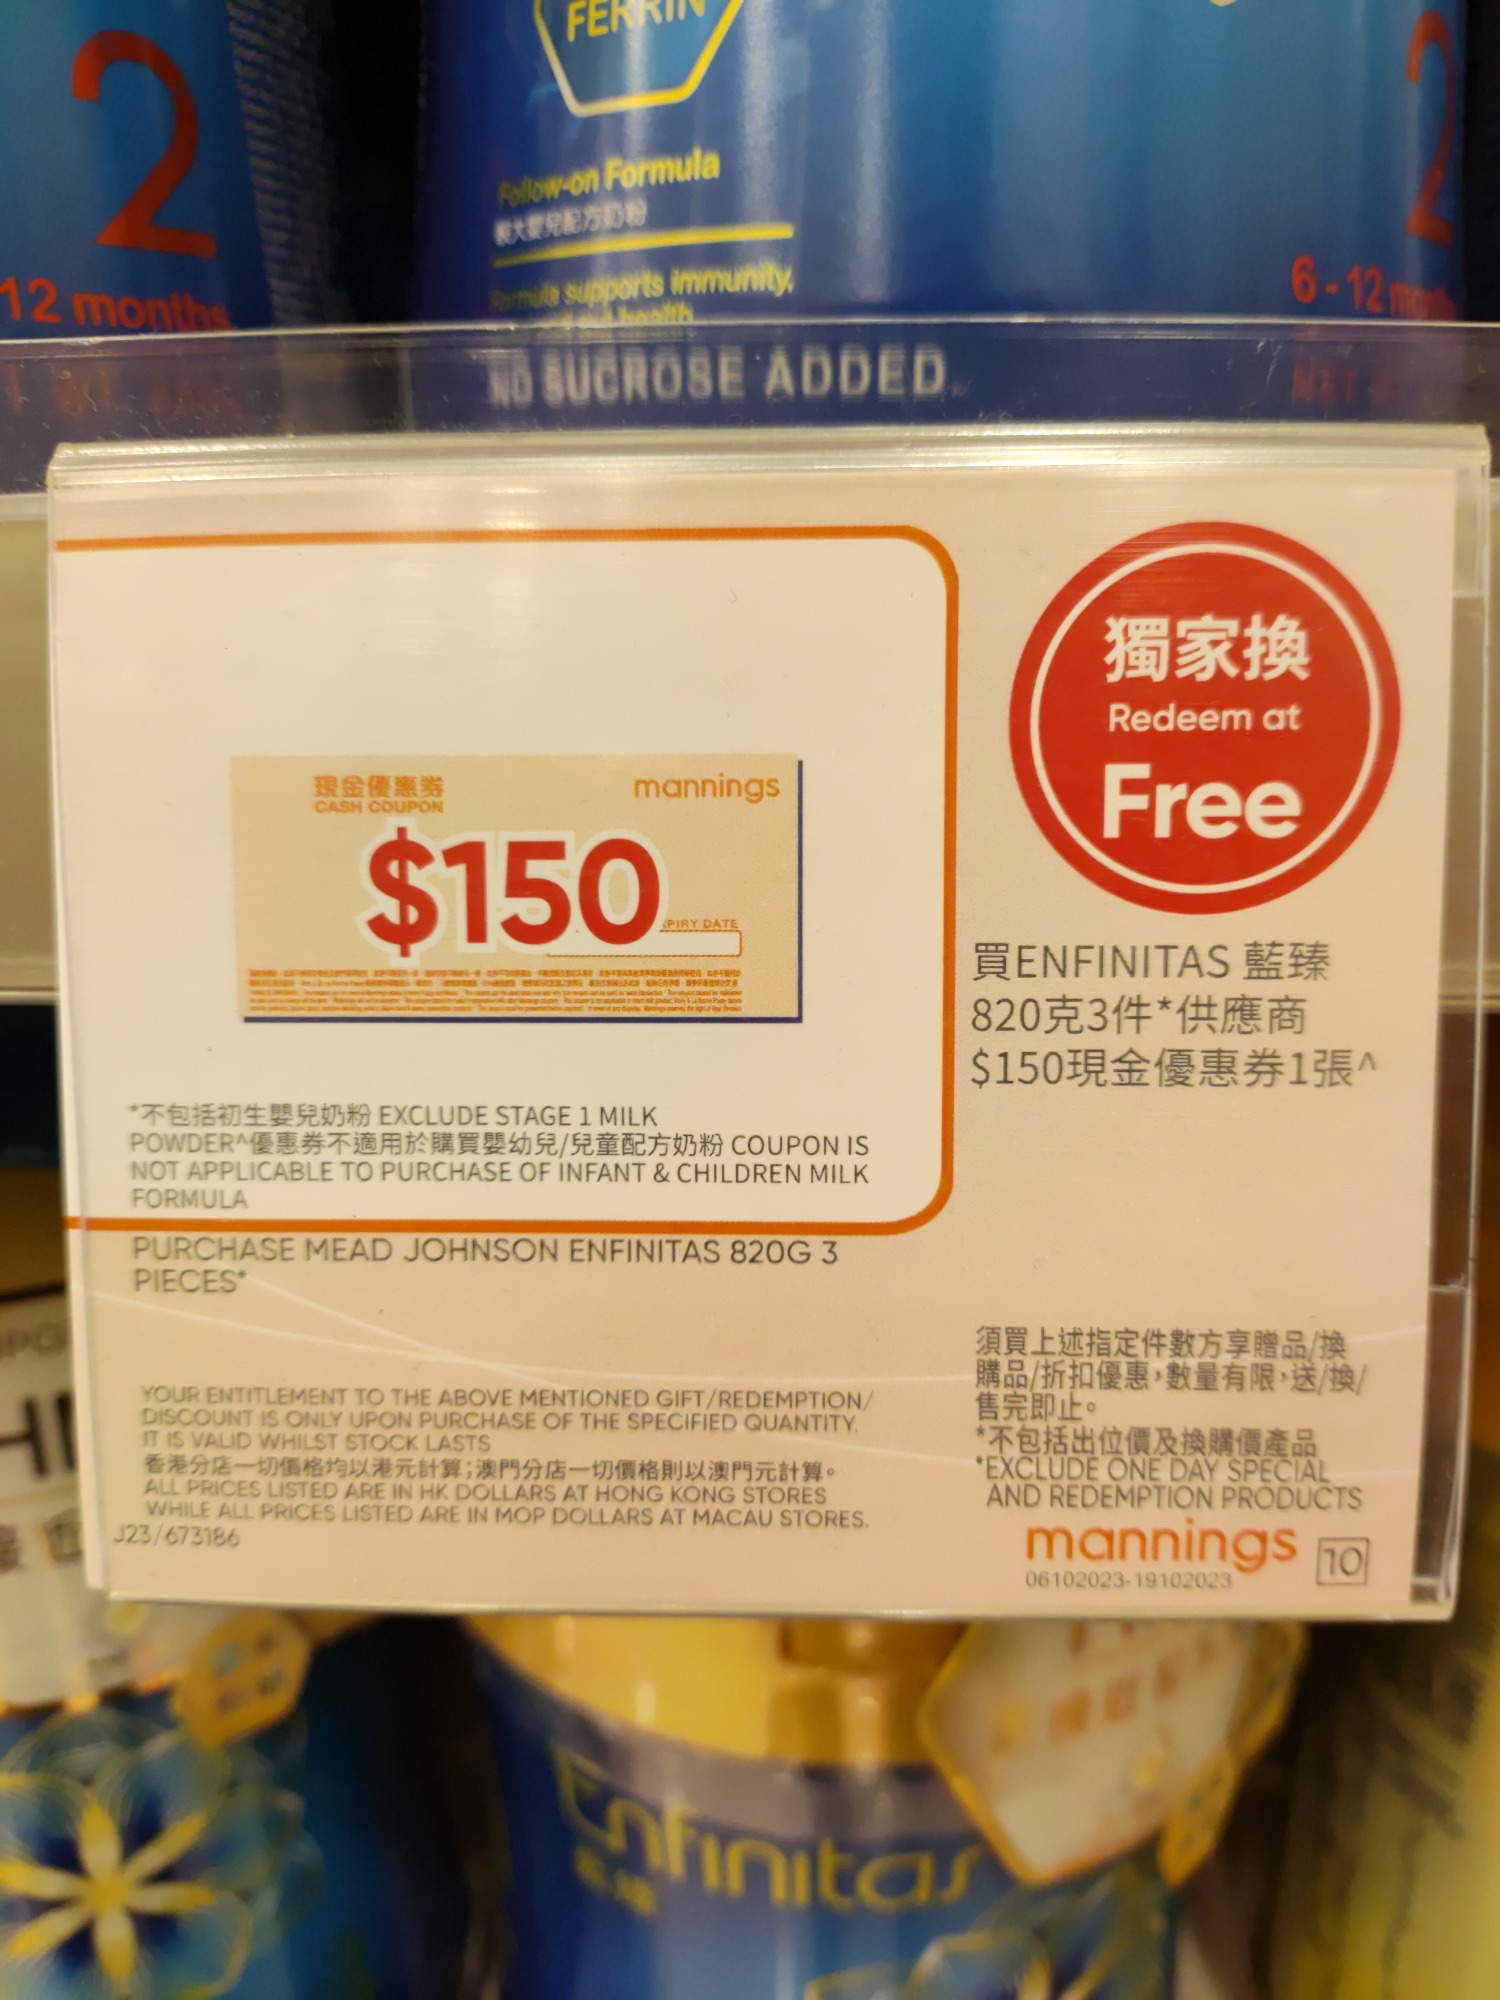 2
12 months
FERRIN
Follow-on Formula
較大嬰兒配方奶粉
Formula supports immunity,
health
NO SUCROSE ADDED
2
6-12 months
獨家換
Redeem at
Free
現金優惠券
CASH COUPON
mannings
$150
PIRY DATE
買ENFINITAS 藍臻
820克3件*供應商
$150現金優惠券1張^
*不包括初生嬰兒奶粉 EXCLUDE STAGE 1 MILK
POWDER^優惠券不適用於購買嬰幼兒/兒童配方奶粉 COUPON IS
NOT APPLICABLE TO PURCHASE OF INFANT & CHILDREN MILK
FORMULA
PURCHASE MEAD JOHNSON ENFINITAS 820G 3
PIECES*
YOUR ENTITLEMENT TO THE ABOVE MENTIONED GIFT/REDEMPTION/
DISCOUNT IS ONLY UPON PURCHASE OF THE SPECIFIED QUANTITY.
IT IS VALID WHILST STOCK LASTS
香港分店一切價格均以港元計算;澳門分店一切價格則以澳門元計算。
ALL PRICES LISTED ARE IN HK DOLLARS AT HONG KONG STORES
WHILE ALL PRICES LISTED ARE IN MOP DOLLARS AT MACAU STORES.
J23/673186
須買上述指定件數方享贈品/換
購品/折扣優惠,數量有限,送/換/
售完即止。
*不包括出位價及換購價產品
*EXCLUDE ONE DAY SPECIAL
AND REDEMPTION PRODUCTS
mannings
10
06102023-19102023
Enfinitas